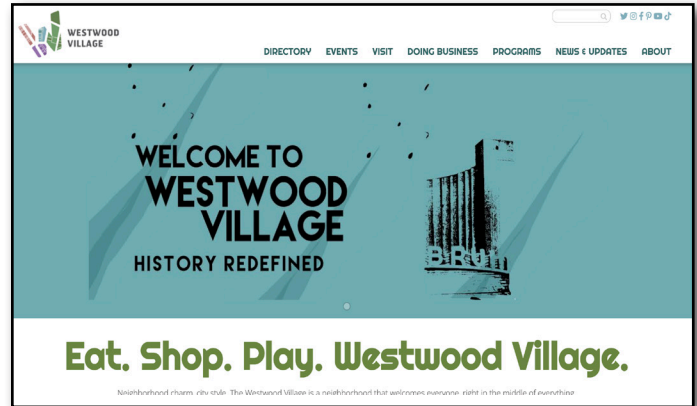 WESTWOOD
VILLAGE
DIRECTORY EVENTS VISIT DOING BUSINESS PROGRAMS NEWS & UPDATES ABOUT
WELCOME TO
WESTWOOD
VILLAGE
HISTORY REDEFINED
BRUIN
Eat. Shop. Play. Westwood Village.
Neighborhood charm, city style. The Westwood Village is a neighborhood that welcomes everyone, right in the middle of everything.